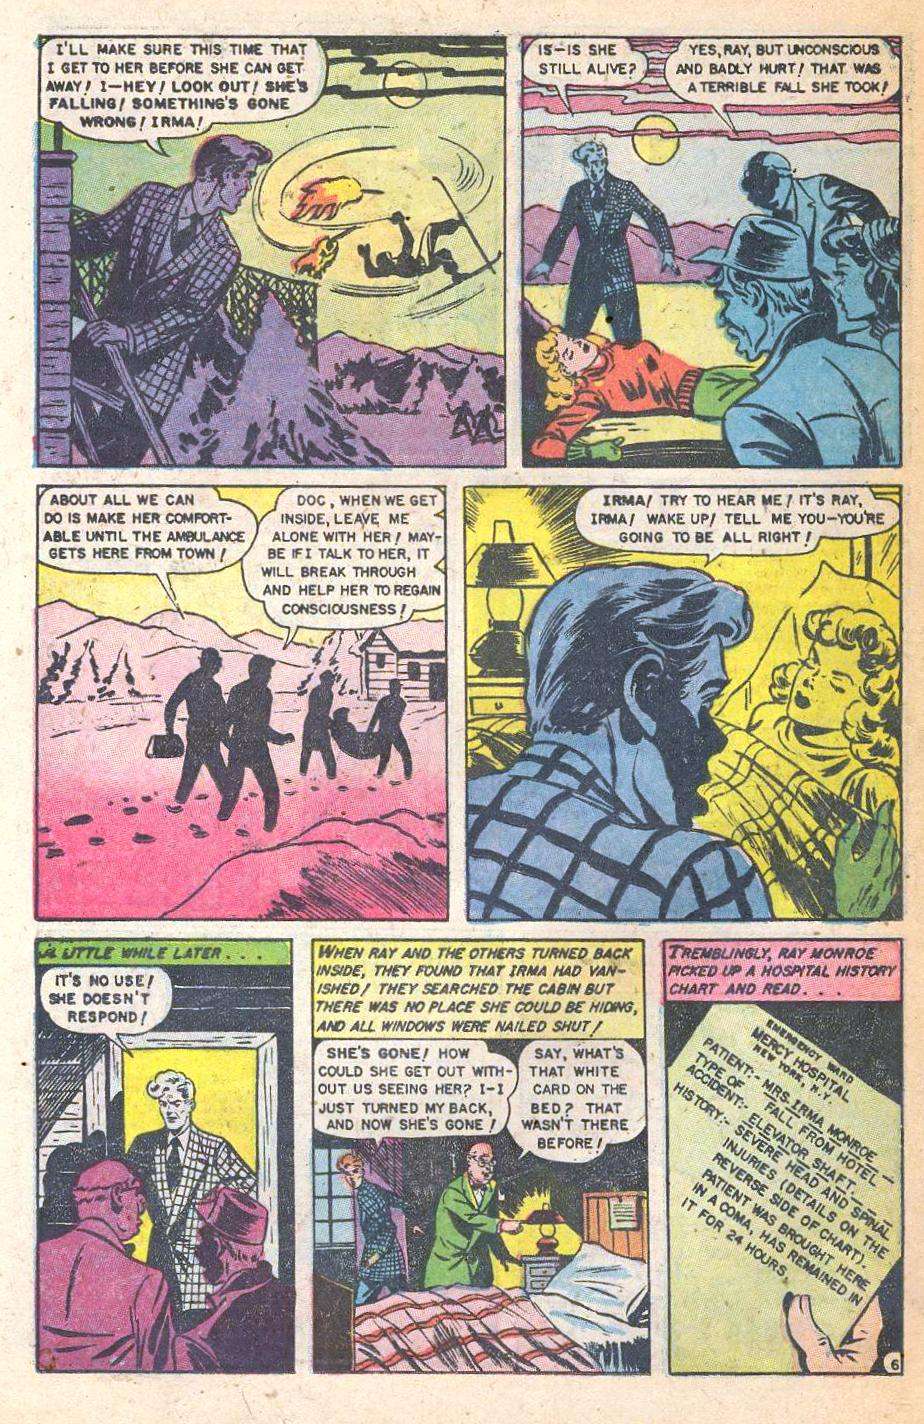 I'LL MAKE SURE THIS TIME THAT
I GET TO HER BEFORE SHE CAN GET
AWAY! I—HEY! LOOK OUT! SHE'S
FALLING! SOMETHING'S GONE
WRONG! IRMA!
IS-IS SHE
STILL ALIVE?
YES, RAY, BUT UNCONSCIOUS
AND BADLY HURT! THAT WAS
A TERRIBLE FALL SHE TOOK!
ABOUT ALL WE CAN
DO IS MAKE HER COMFORT-
ABLE UNTIL THE AMBULANCE
GETS HERE FROM TOWN!
DOC, WHEN WE GET
INSIDE, LEAVE ME
ALONE WITH HER! MAY-
BE IF I TALK TO HER, IT
WILL BREAK THROUGH
AND HELP HER TO REGAIN
CONSCIOUSNESS!
IRMA! TRY TO HEAR ME! IT'S RAY,
IRMA! WAKE UP! TELL ME YOU—YOU'RE
GOING TO BE ALL RIGHT!
A LITTLE WHILE LATER . . .
IT'S NO USE!
SHE DOESN'T
RESPOND!
WHEN RAY AND THE OTHERS TURNED BACK
INSIDE, THEY FOUND THAT IRMA HAD VAN-
ISHED! THEY SEARCHED THE CABIN BUT
THERE WAS NO PLACE SHE COULD BE HIDING,
AND ALL WINDOWS WERE NAILED SHUT!
SHE'S GONE! HOW
COULD SHE GET OUT WITH-
OUT US SEEING HER? I-I
JUST TURNED MY BACK,
AND NOW SHE'S GONE!
SAY, WHAT'S
THAT WHITE
CARD ON THE
BED? THAT
WASN'T THERE
BEFORE!
TREMBLINGLY, RAY MONROE
PICKED UP A HOSPITAL HISTORY
CHART AND READ. . .
EMERGENCY WARD
MERCY HOSPITAL
NEW YORK, N.Y.
PATIENT:- MRS. IRMA MONROE
TYPE OF FALL FROM HOTEL
ACCIDENT:- ELEVATOR SHAFT.
HISTORY:- SEVERE HEAD AND SPINAL
INJURIES (DETAILS ON THE
REVERSE SIDE OF CHART).
PATIENT WAS BROUGHT HERE
IN A COMA, HAS REMAINED IN
IT FOR 24 HOURS.
6